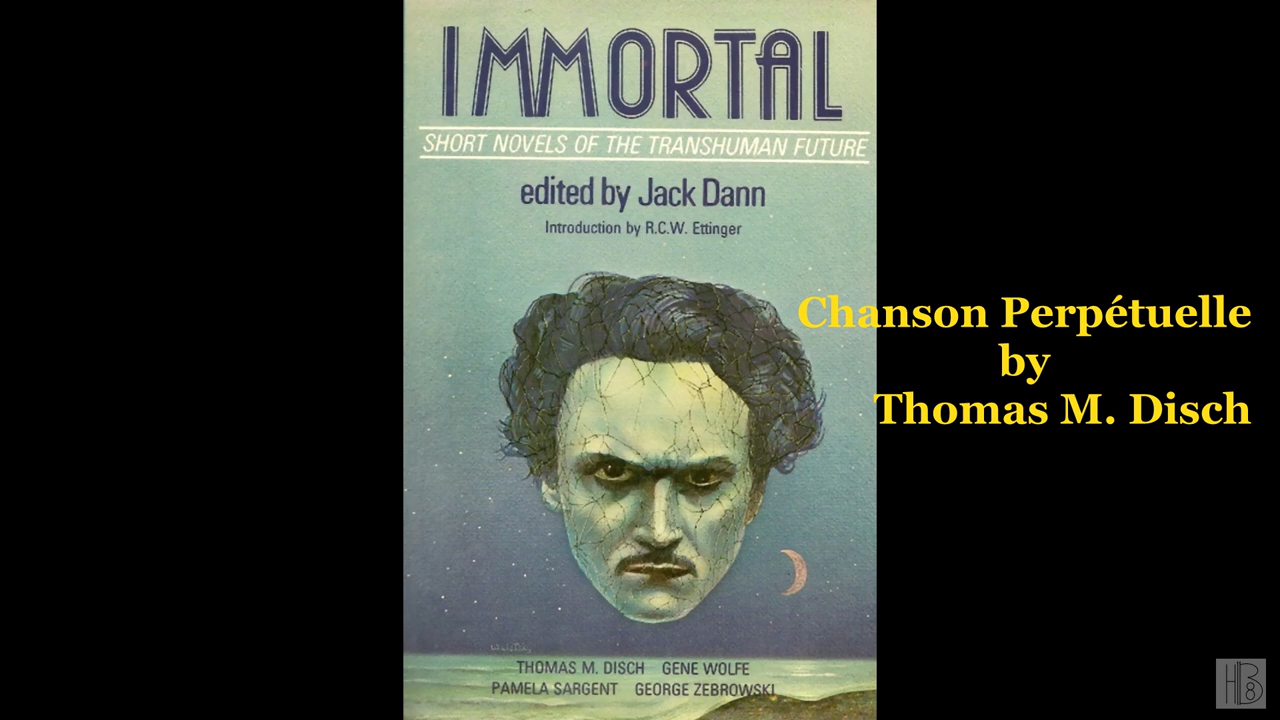 IMMORTAL
SHORT NOVELS OF THE TRANSHUMAN FUTURE
edited by Jack Dann
Introduction by R.C.W. Ettinger
Chanson Perpétuelle
by
Thomas M. Disch
THOMAS M. DISCH GENE WOLFE
PAMELA SARGENT GEORGE ZEBROWSKI